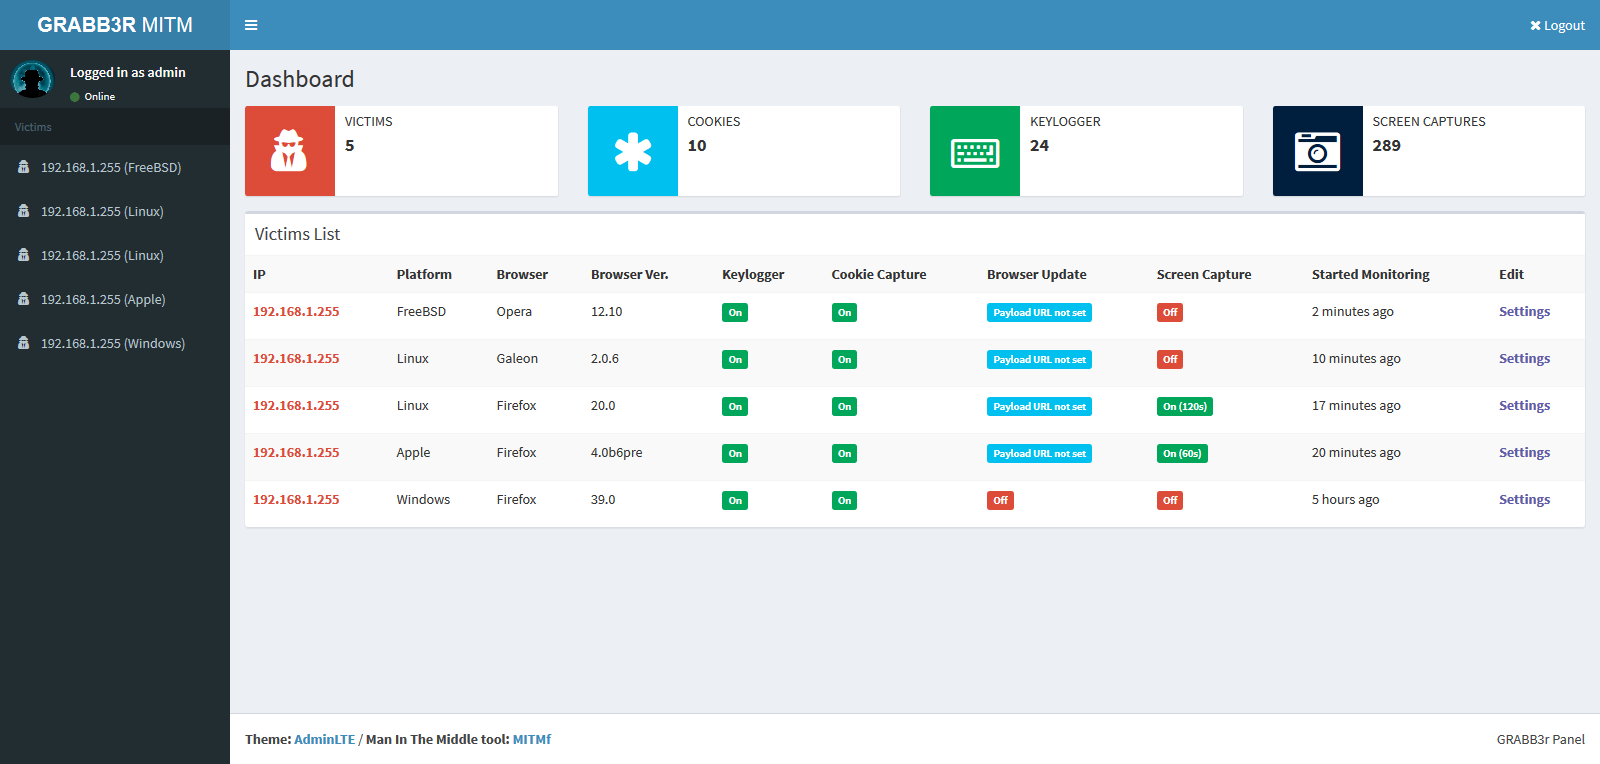 GRABB3R MITM
Logout
Logged in as admin
Online
Victims
192.168.1.255 (FreeBSD)
192.168.1.255 (Linux)
192.168.1.255 (Linux)
192.168.1.255 (Apple)
192.168.1.255 (Windows)
Dashboard
VICTIMS
5
COOKIES
10
KEYLOGGER
24
SCREEN CAPTURES
289
Victims List
IP Platform Browser Browser Ver. Keylogger Cookie Capture Browser Update Screen Capture Started Monitoring Edit
192.168.1.255 FreeBSD Opera 12.10 On On Payload URL not set Off 2 minutes ago Settings
192.168.1.255 Linux Galeon 2.0.6 On On Payload URL not set Off 10 minutes ago Settings
192.168.1.255 Linux Firefox 20.0 On On Payload URL not set On (120s) 17 minutes ago Settings
192.168.1.255 Apple Firefox 4.0b6pre On On Payload URL not set On (60s) 20 minutes ago Settings
192.168.1.255 Windows Firefox 39.0 On On Off Off 5 hours ago Settings
Theme: AdminLTE / Man In The Middle tool: MITMf
GRABB3r Panel